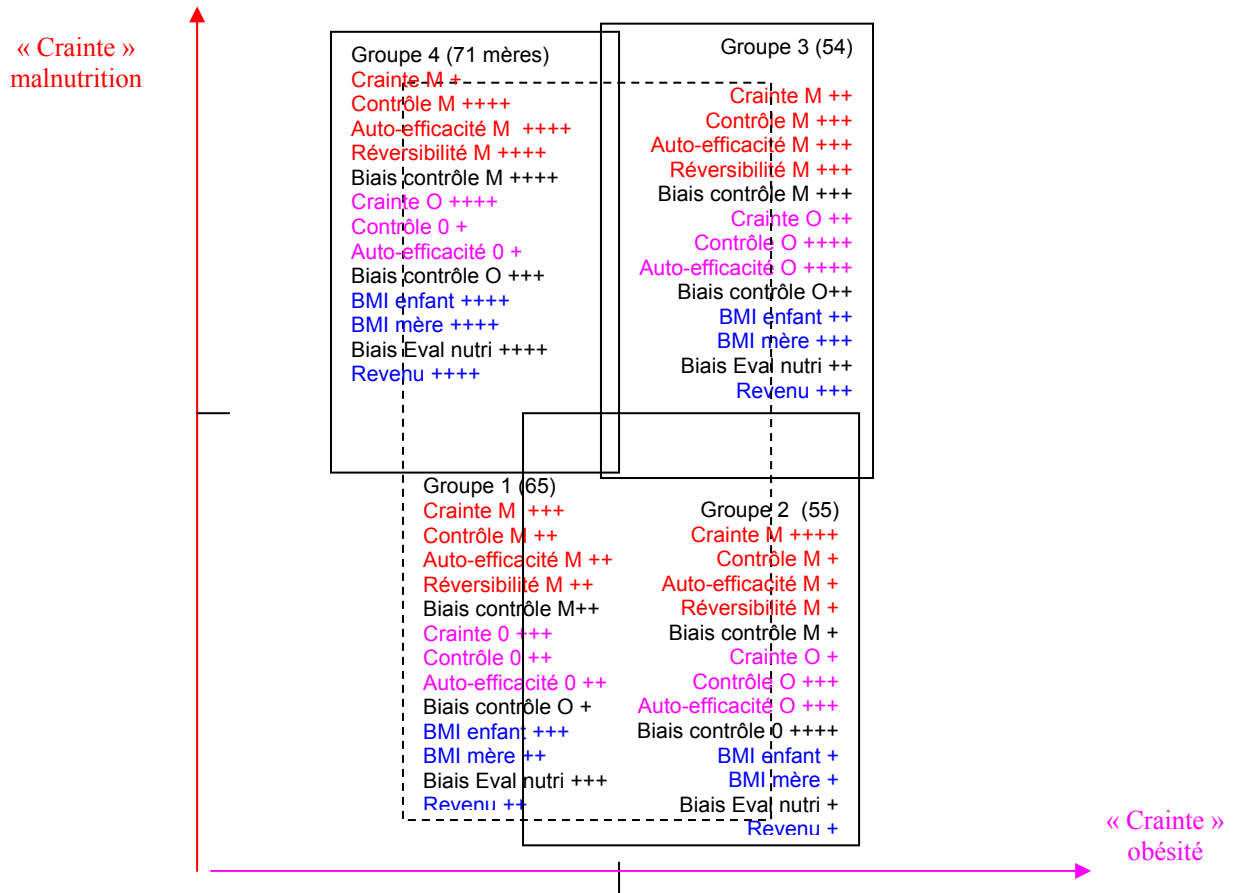 « Crainte »
malnutrition
Groupe 4 (71 mères)
Crainte M +
Contrôle M ++++
Auto-efficacité M ++++
Réversibilité M ++++
Biais contrôle M ++++
Crainte O ++++
Contrôle 0 +
Auto-efficacité 0 +
Biais contrôle O +++
BMI enfant ++++
BMI mère ++++
Biais Eval nutri ++++
Revenu ++++
Groupe 3 (54)
Crainte M ++
Contrôle M +++
Auto-efficacité M +++
Réversibilité M +++
Biais contrôle M +++
Crainte O ++
Contrôle O ++++
Auto-efficacité O ++++
Biais contrôle O++
BMI enfant ++
BMI mère +++
Biais Eval nutri ++
Revenu +++
Groupe 1 (65)
Crainte M +++
Contrôle M ++
Auto-efficacité M ++
Réversibilité M ++
Biais contrôle M++
Crainte 0 +++
Contrôle 0 ++
Auto-efficacité 0 ++
Biais contrôle O +
BMI enfant +++
BMI mère ++
Biais Eval nutri +++
Revenu ++
Groupe 2 (55)
Crainte M ++++
Contrôle M +
Auto-efficacité M +
Réversibilité M +
Biais contrôle M +
Crainte O +
Contrôle O +++
Auto-efficacité O +++
Biais contrôle 0 ++++
BMI enfant +
BMI mère +
Biais Eval nutri +
Revenu +
« Crainte »
obésité